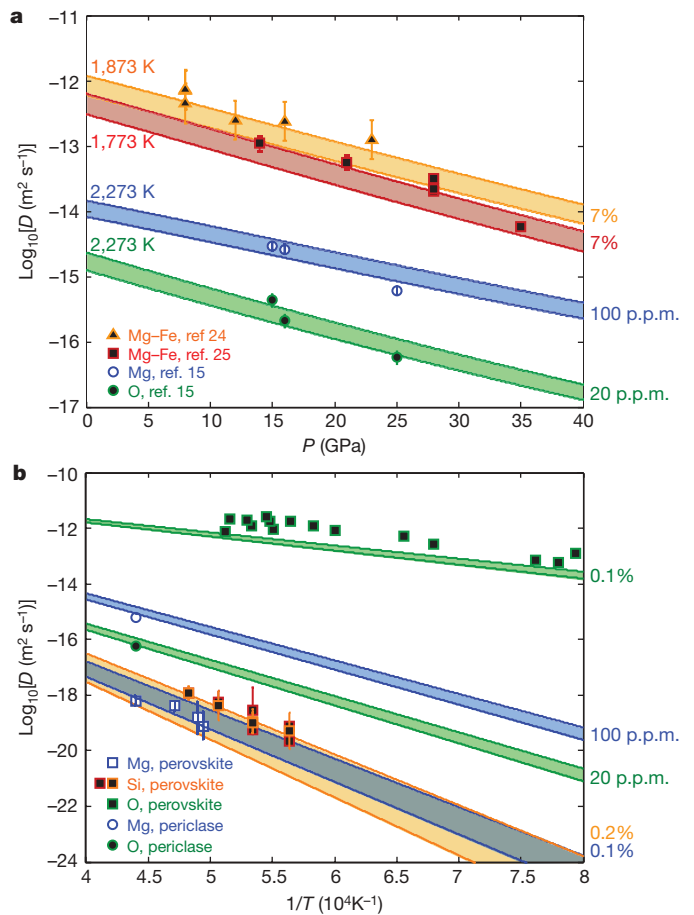 a
Log10[D (m2 s−1)]
−11
−12
−13
−14
−15
−16
−17
1,873 K
1,773 K
2,273 K
2,273 K
7%
7%
100 p.p.m.
20 p.p.m.
Mg–Fe, ref 24
Mg–Fe, ref. 25
Mg, ref. 15
O, ref. 15
0 5 10 15 20 25 30 35 40
P (GPa)
b
Log10[D (m2 s−1)]
−10
−12
−14
−16
−18
−20
−22
−24
0.1%
100 p.p.m.
20 p.p.m.
0.2%
0.1%
Mg, perovskite
Si, perovskite
O, perovskite
Mg, periclase
O, periclase
4 4.5 5 5.5 6 6.5 7 7.5 8
1/T (10⁴K⁻¹)